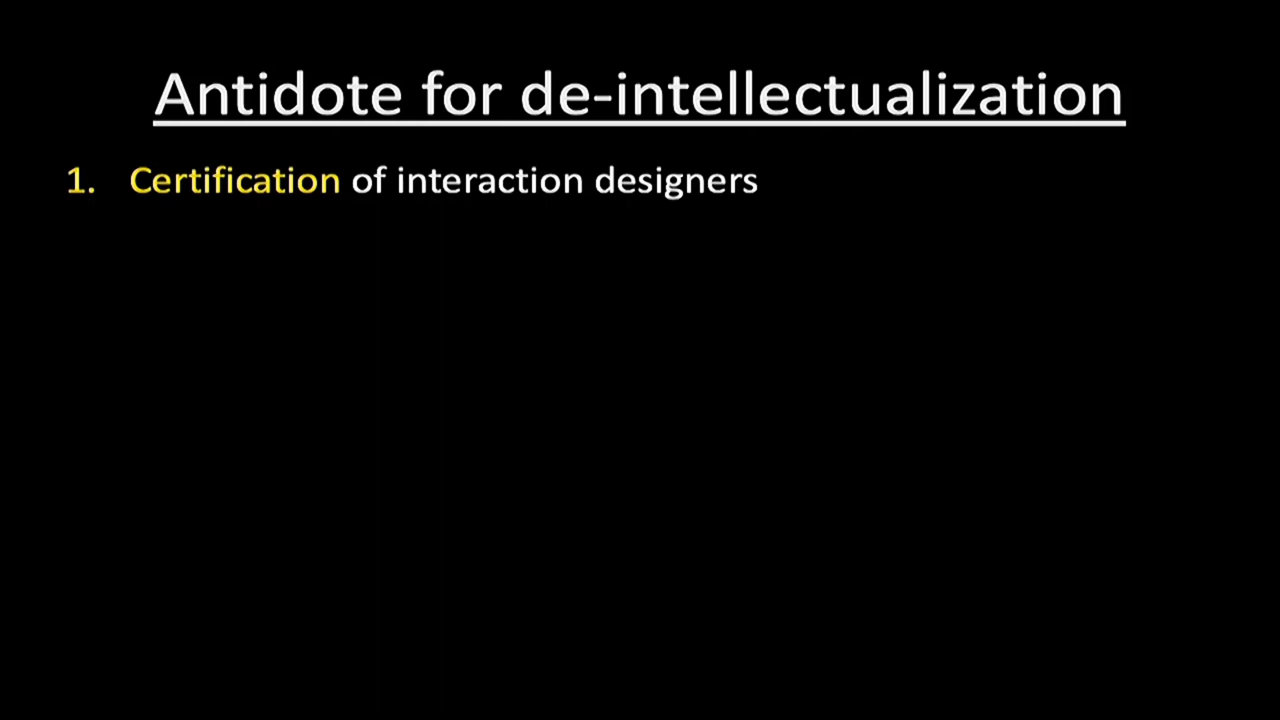 Antidote for de-intellectualization
1. Certification of interaction designers